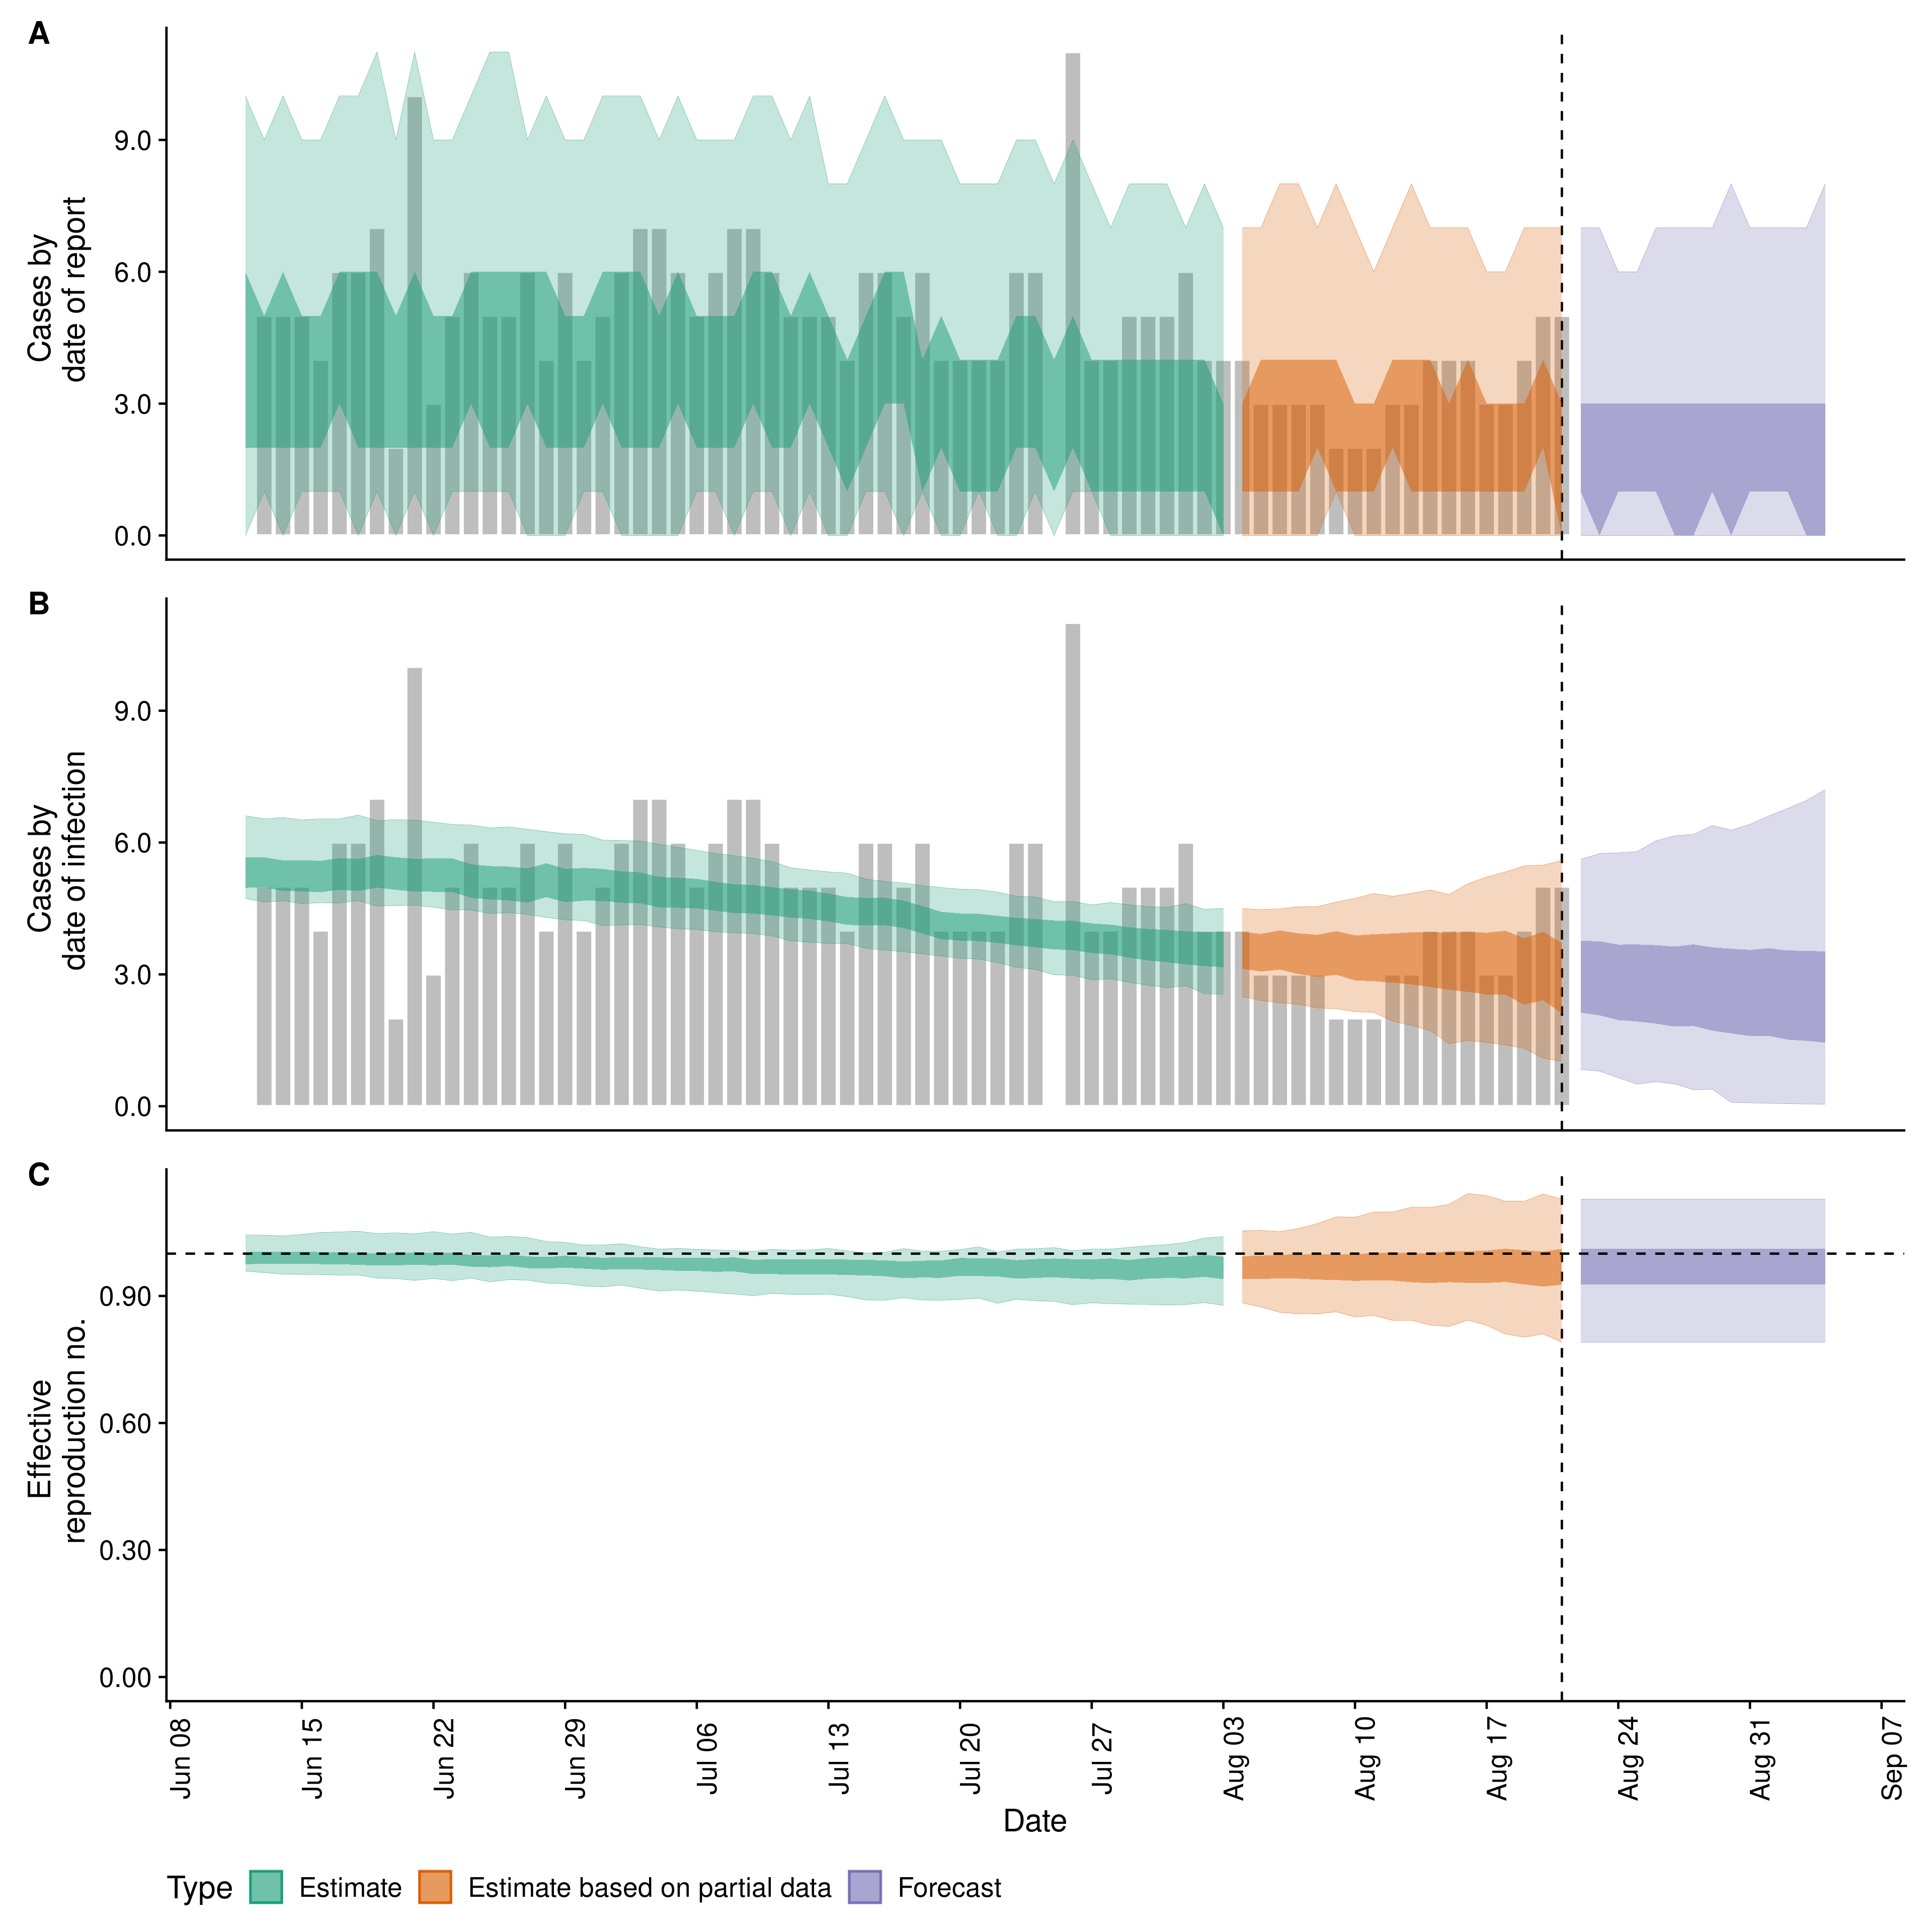 A
Cases by
date of report
9.0
6.0
3.0
0.0
B
Cases by
date of infection
9.0
6.0
3.0
0.0
C
Effective
reproduction no.
0.90
0.60
0.30
0.00
Jun 08
Jun 15
Jun 22
Jun 29
Jul 06
Jul 13
Jul 20
Jul 27
Aug 03
Aug 10
Aug 17
Aug 24
Aug 31
Sep 07
Date
Type
Estimate
Estimate based on partial data
Forecast